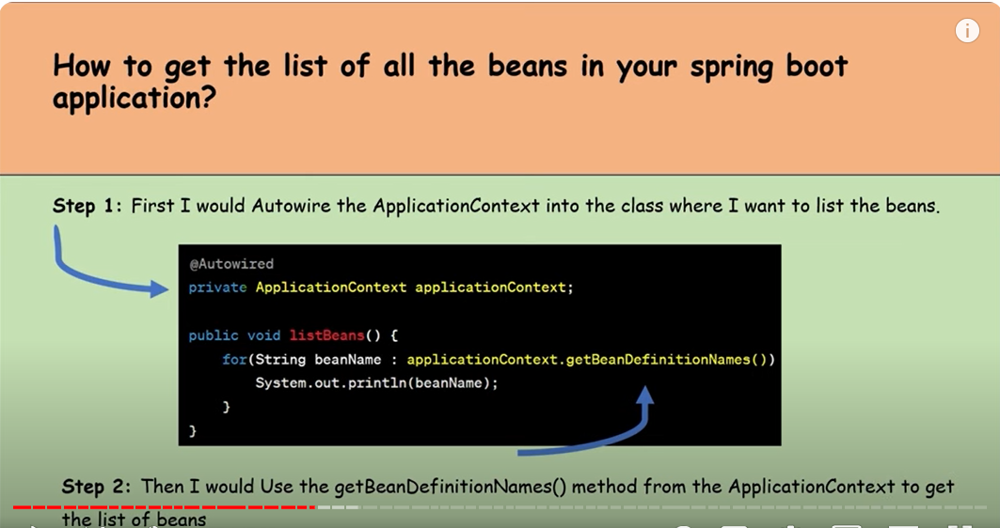 How to get the list of all the beans in your spring boot
application?
Step 1: First I would Autowire the ApplicationContext into the class where I want to list the beans.
@Autowired
private ApplicationContext applicationContext;
public void listBeans() {
for(String beanName : applicationContext.getBeanDefinitionNames())
System.out.println(beanName);
}
}
Step 2: Then I would Use the getBeanDefinitionNames() method from the ApplicationContext to get
the list of beans